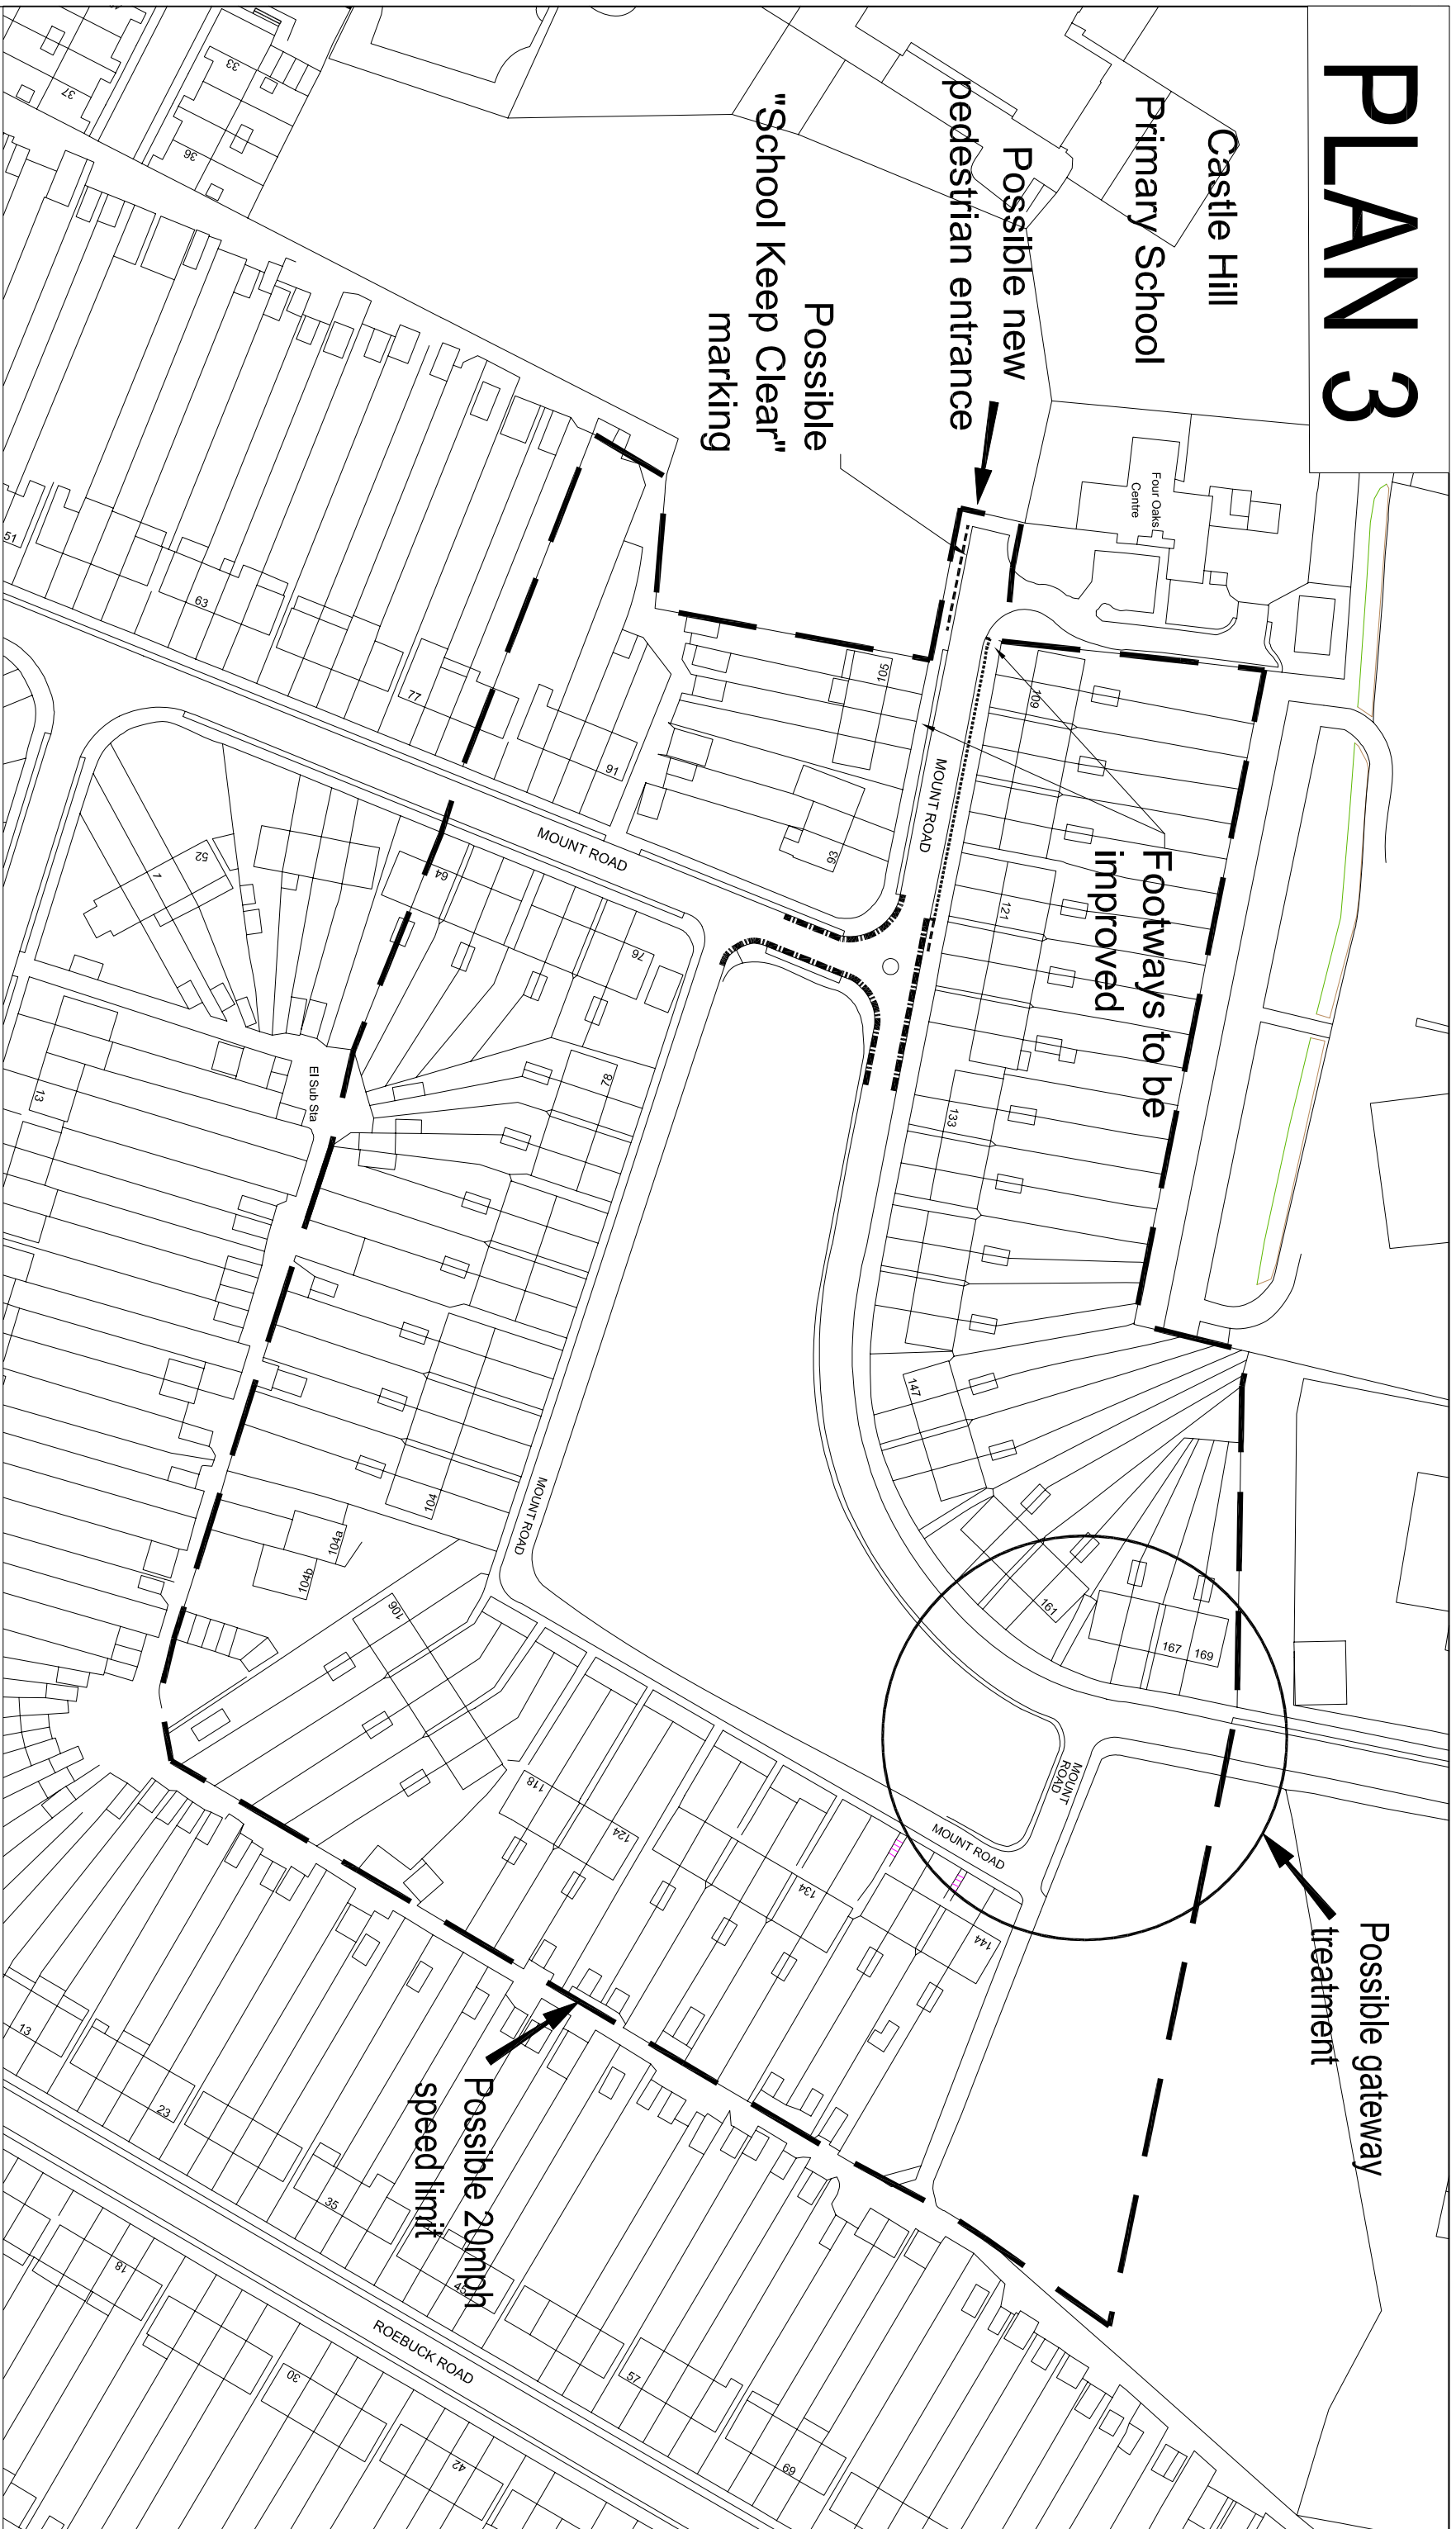 PLAN 3
Castle Hill
Primary School
Possible new
pedestrian entrance
Possible
"School Keep Clear"
marking
Four Oaks
Centre
Footways to be
improved
Possible gateway
treatment
Possible 20mph
speed limit
MOUNT ROAD
MOUNT ROAD
MOUNT ROAD
MOUNT
ROAD
MOUNT ROAD
ROEBUCK ROAD
El Sub Sta
33
37
36
51
63
77
91
93
105
109
121
133
147
161
167
169
52
1
64
76
78
13
104
104a
104b
106
118
124
134
144
13
23
35
45
57
69
18
30
42